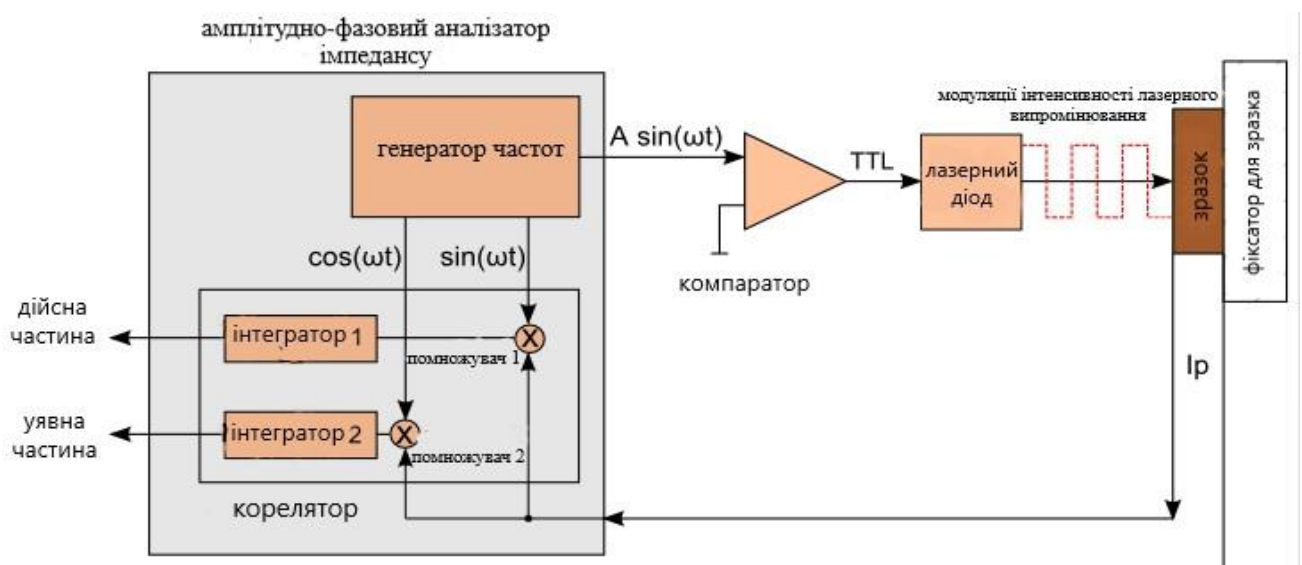 амплітудно-фазовий аналізатор
імпедансу
генератор частот
A sin(ωt)
TTL
лазерний
діод
модуляції інтенсивності лазерного
випромінювання
зразок
фіксатор для зразка
компаратор
cos(ωt)
sin(ωt)
дійсна
частина
інтегратор 1
X
помножувач 1
Ip
уявна
частина
інтегратор 2
X
помножувач 2
корелятор